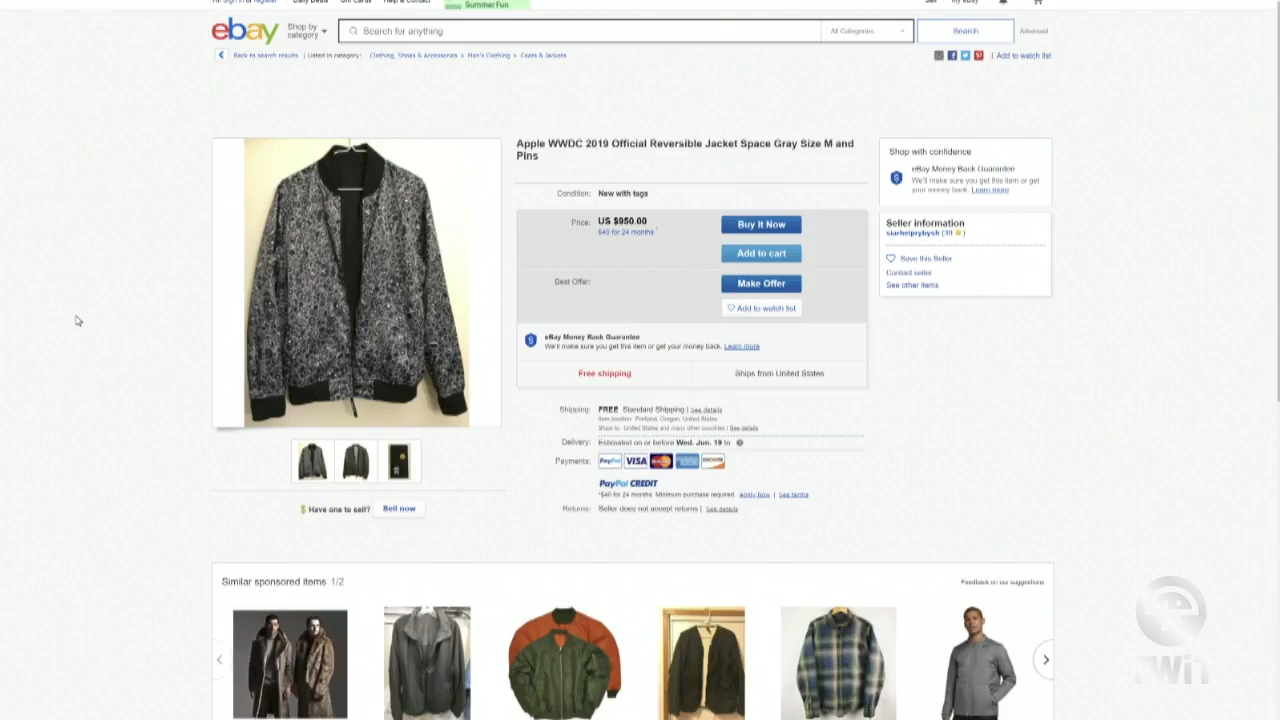 Hi! Sign in or register Daily Deals Gift Cards Help & Contact Summer Fun Sell My eBay
ebay Shop by category Search for anything All Categories Search Advanced
Back to search results | Listed in category: Clothing, Shoes & Accessories > Men's Clothing > Coats & Jackets | Add to watch list
Apple WWDC 2019 Official Reversible Jacket Space Gray Size M and
Pins
Condition: New with tags
Price: US $950.00
$40 for 24 months *
Buy It Now
Add to cart
Best Offer:
Make Offer
Add to watch list
eBay Money Back Guarantee
We'll make sure you get this item or get your money back. Learn more
Free shipping
Ships from United States
Shipping: FREE Standard Shipping | See details
Item location: Portland, Oregon, United States
Ships to: United States and many other countries | See details
Delivery: Estimated on or before Wed. Jun. 19 to
Payments: PayPal VISA MasterCard DISCOVER
PayPal CREDIT
*$40 for 24 months. Minimum purchase required. Apply Now | See terms
Returns: Seller does not accept returns | See details
Shop with confidence
eBay Money Back Guarantee
We'll make sure you get this item or get
your money back. Learn more
Seller information
(39)
Save this Seller
Contact seller
See other items
$ Have one to sell? Sell now
Similar sponsored items 1/2
Feedback on our suggestions
TWiT